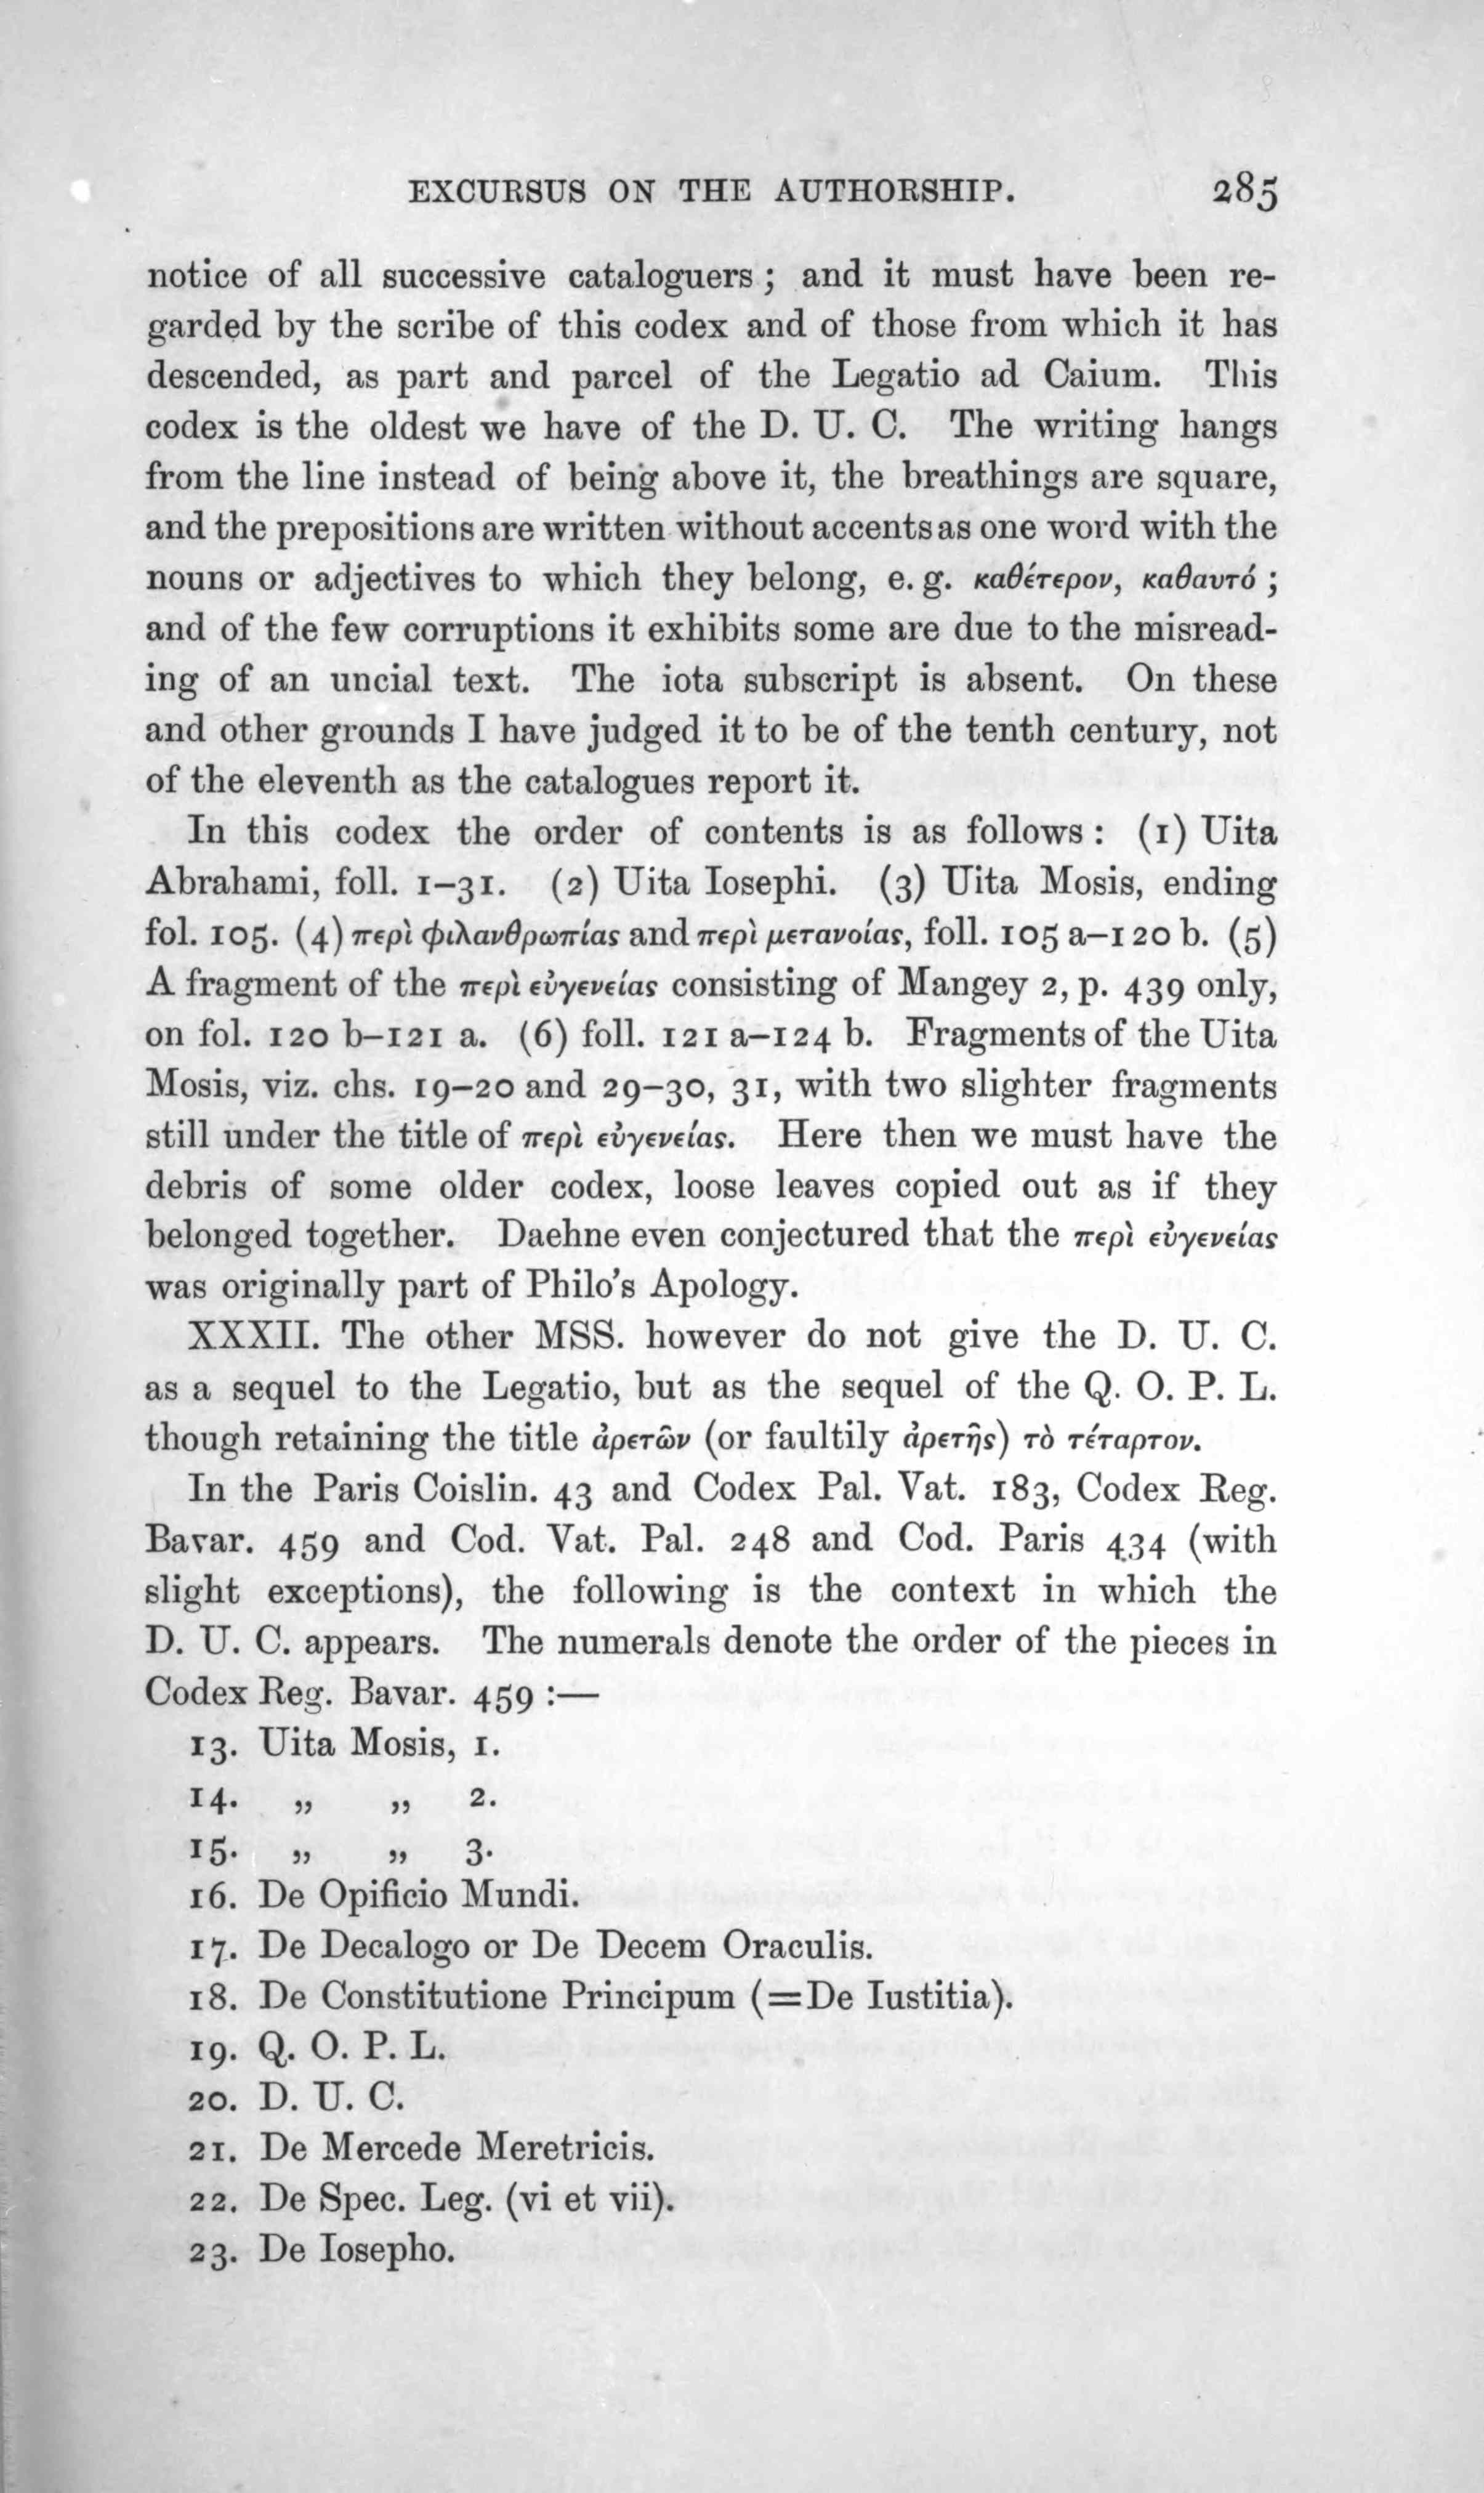 EXCURSUS ON THE AUTHORSHIP. 285
notice of all successive cataloguers ; and it must have been re-
garded by the scribe of this codex and of those from which it has
descended, as part and parcel of the Legatio ad Caium. This
codex is the oldest we have of the D. U. C. The writing hangs
from the line instead of being above it, the breathings are square,
and the prepositions are written without accents as one word with the
nouns or adjectives to which they belong, e. g. καθέτερον, καθαυτό ;
and of the few corruptions it exhibits some are due to the misread-
ing of an uncial text. The iota subscript is absent. On these
and other grounds I have judged it to be of the tenth century, not
of the eleventh as the catalogues report it.
In this codex the order of contents is as follows : (1) Uita
Abrahami, foll. 1–31. (2) Uita Iosephi. (3) Uita Mosis, ending
fol. 105. (4) περὶ φιλανθρωπίας and περὶ μετανοίας, foll. 105 a–120 b. (5)
A fragment of the περὶ εὐγενείας consisting of Mangey 2, p. 439 only,
on fol. 120 b–121 a. (6) foll. 121 a–124 b. Fragments of the Uita
Mosis, viz. chs. 19–20 and 29–30, 31, with two slighter fragments
still under the title of περὶ εὐγενείας. Here then we must have the
debris of some older codex, loose leaves copied out as if they
belonged together. Daehne even conjectured that the περὶ εὐγενείας
was originally part of Philo's Apology.
XXXII. The other MSS. however do not give the D. U. C.
as a sequel to the Legatio, but as the sequel of the Q. O. P. L.
though retaining the title ἀρετῶν (or faultily ἀρετῆς) τὸ τέταρτον.
In the Paris Coislin. 43 and Codex Pal. Vat. 183, Codex Reg.
Bavar. 459 and Cod. Vat. Pal. 248 and Cod. Paris 434 (with
slight exceptions), the following is the context in which the
D. U. C. appears. The numerals denote the order of the pieces in
Codex Reg. Bavar. 459 :—
13. Uita Mosis, 1.
14. „ „ 2.
15. „ „ 3.
16. De Opificio Mundi.
17. De Decalogo or De Decem Oraculis.
18. De Constitutione Principum (=De Iustitia).
19. Q. O. P. L.
20. D. U. C.
21. De Mercede Meretricis.
22. De Spec. Leg. (vi et vii).
23. De Iosepho.